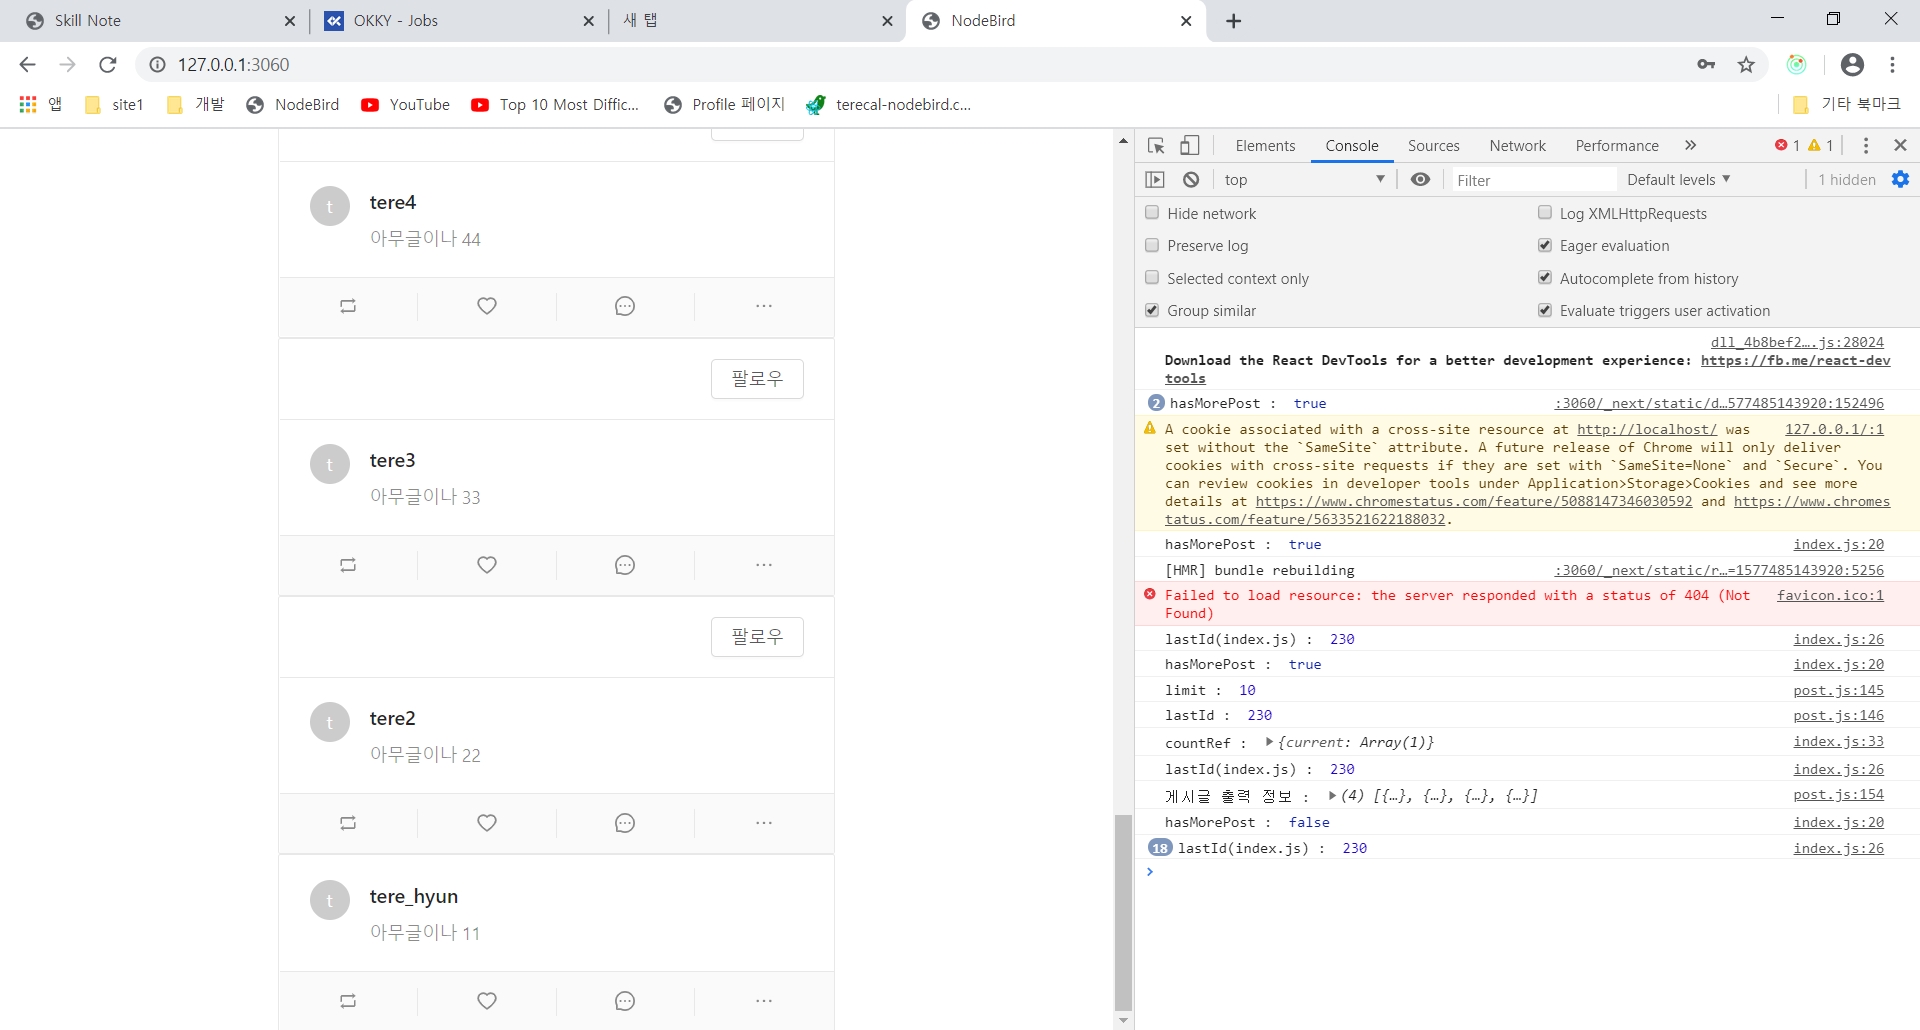 Skill Note
OKKY - Jobs
새 탭
NodeBird
127.0.0.1:3060
앱
site1
개발
NodeBird
YouTube
Top 10 Most Diffic...
Profile 페이지
terecal-nodebird.c...
기타 북마크
t
tere4
아무글이나 44
팔로우
t
tere3
아무글이나 33
팔로우
t
tere2
아무글이나 22
t
tere_hyun
아무글이나 11
Elements Console Sources Network Performance » 1 1
top Filter Default levels 1 hidden
Hide network Log XMLHttpRequests
Preserve log Eager evaluation
Selected context only Autocomplete from history
Group similar Evaluate triggers user activation
dll_4b8bef2….js:28024
Download the React DevTools for a better development experience: https://fb.me/react-dev
tools
2 hasMorePost : true :3060/_next/static/d…577485143920:152496
A cookie associated with a cross-site resource at http://localhost/ was 127.0.0.1/:1
set without the `SameSite` attribute. A future release of Chrome will only deliver
cookies with cross-site requests if they are set with `SameSite=None` and `Secure`. You
can review cookies in developer tools under Application>Storage>Cookies and see more
details at https://www.chromestatus.com/feature/5088147346030592 and https://www.chromes
tatus.com/feature/5633521622188032.
hasMorePost : true index.js:20
[HMR] bundle rebuilding :3060/_next/static/r…=1577485143920:5256
Failed to load resource: the server responded with a status of 404 (Not favicon.ico:1
Found)
lastId(index.js) : 230 index.js:26
hasMorePost : true index.js:20
limit : 10 post.js:145
lastId : 230 post.js:146
countRef : {current: Array(1)} index.js:33
lastId(index.js) : 230 index.js:26
게시글 출력 정보 : (4) [{…}, {…}, {…}, {…}] post.js:154
hasMorePost : false index.js:20
18 lastId(index.js) : 230 index.js:26